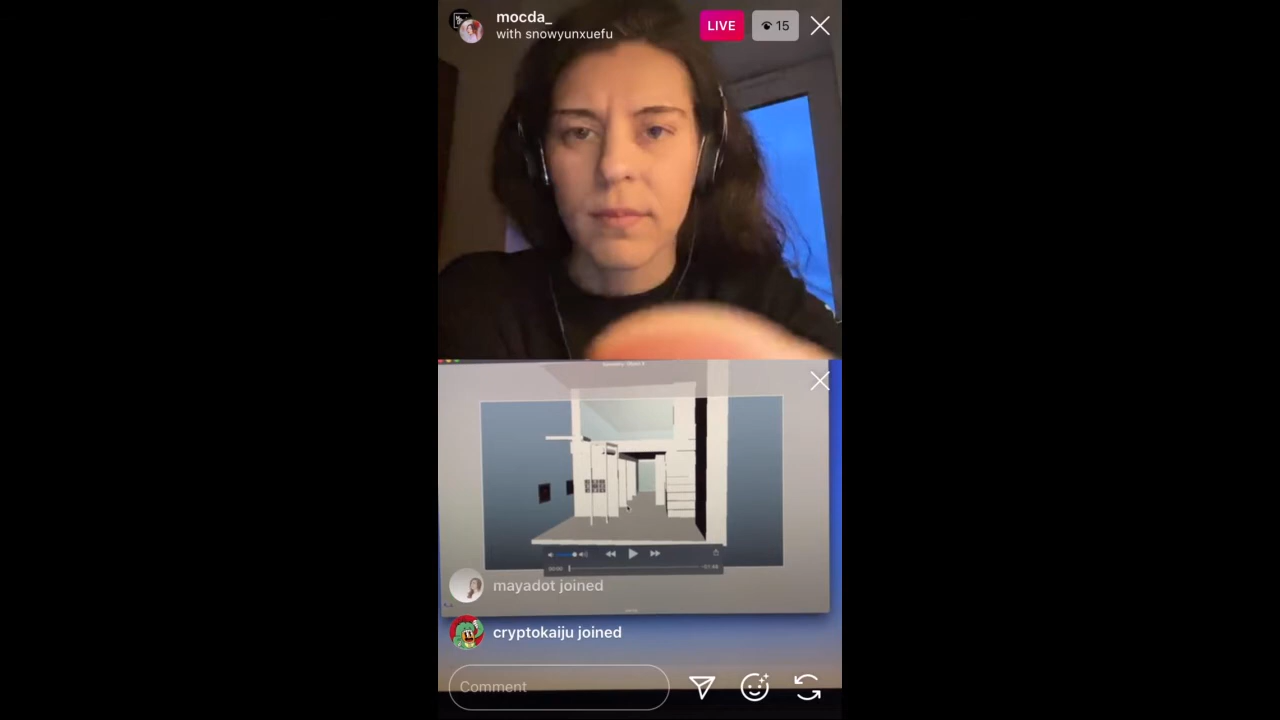 mocda_
with snowyunxuefu
LIVE
15
mayadot joined
cryptokaiju joined
Comment